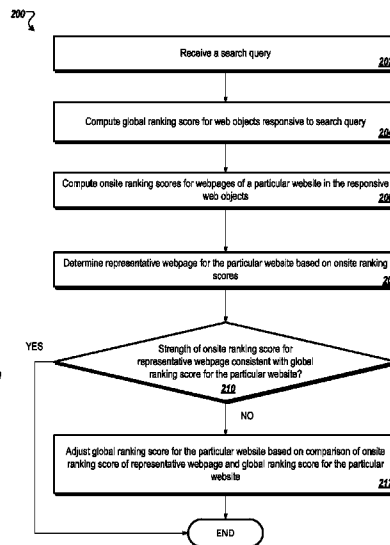 200
Receive a search query
202
Compute global ranking score for web objects responsive to search query
204
Compute onsite ranking scores for webpages of a particular website in the responsive
web objects
Determine representative webpage for the particular website based on onsite ranking
scores
Strength of onsite ranking score for
representative webpage consistent with global
ranking score for the particular website?
210
YES
NO
Adjust global ranking score for the particular website based on comparison of onsite
ranking score of representative webpage and global ranking score for the particular
website
212
END